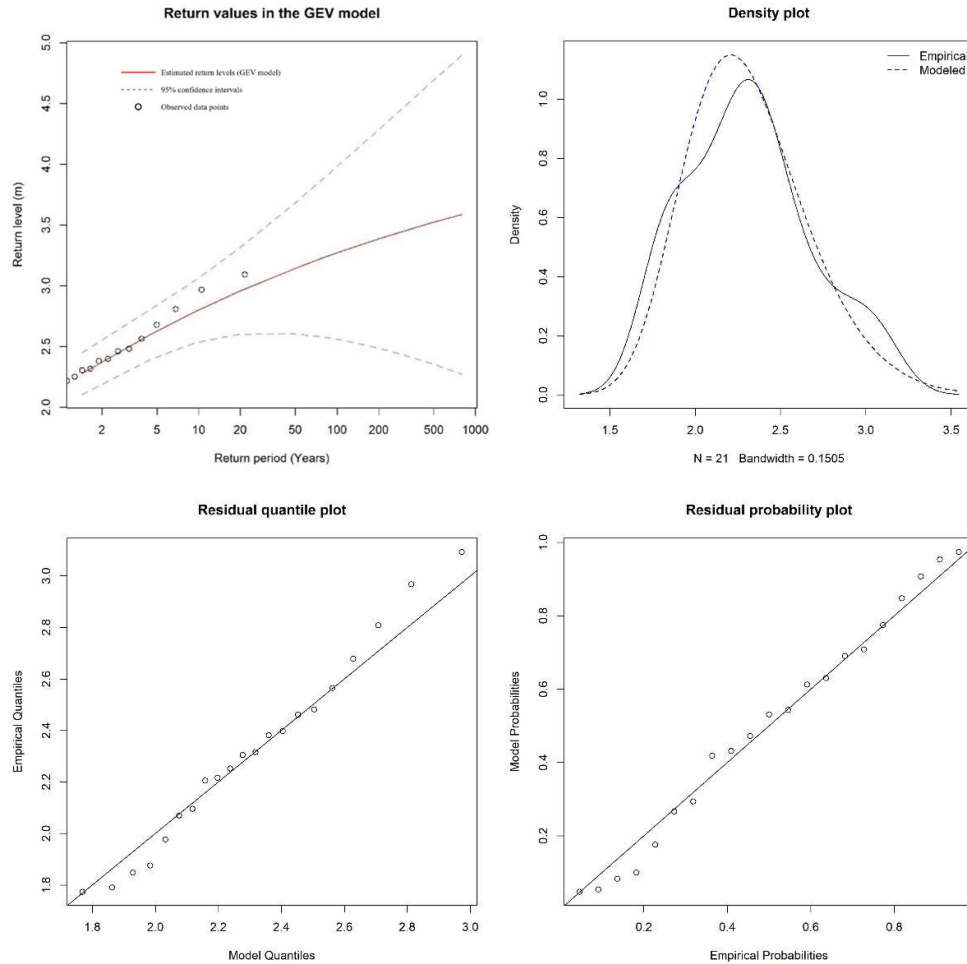 Return values in the GEV model
Estimated return levels (GEV model)
95% confidence intervals
Observed data points
Return level (m)
5.0
4.5
4.0
3.5
3.0
2.5
2.0
2 5 10 20 50 100 200 500 1000
Return period (Years)
Density plot
Empirical
Modeled
Density
1.0
0.8
0.6
0.4
0.2
0.0
1.5 2.0 2.5 3.0 3.5
N = 21 Bandwidth = 0.1505
Residual quantile plot
Empirical Quantiles
3.0
2.8
2.6
2.4
2.2
2.0
1.8
1.8 2.0 2.2 2.4 2.6 2.8 3.0
Model Quantiles
Residual probability plot
Model Probabilities
1.0
0.8
0.6
0.4
0.2
0.2 0.4 0.6 0.8
Empirical Probabilities